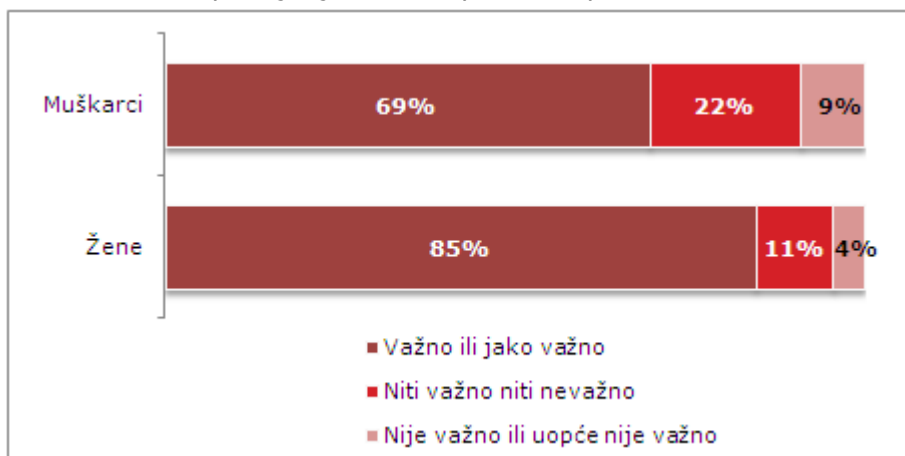 Muškarci
69% 22% 9%
Žene
85% 11% 4%
Važno ili jako važno
Niti važno niti nevažno
Nije važno ili uopće nije važno